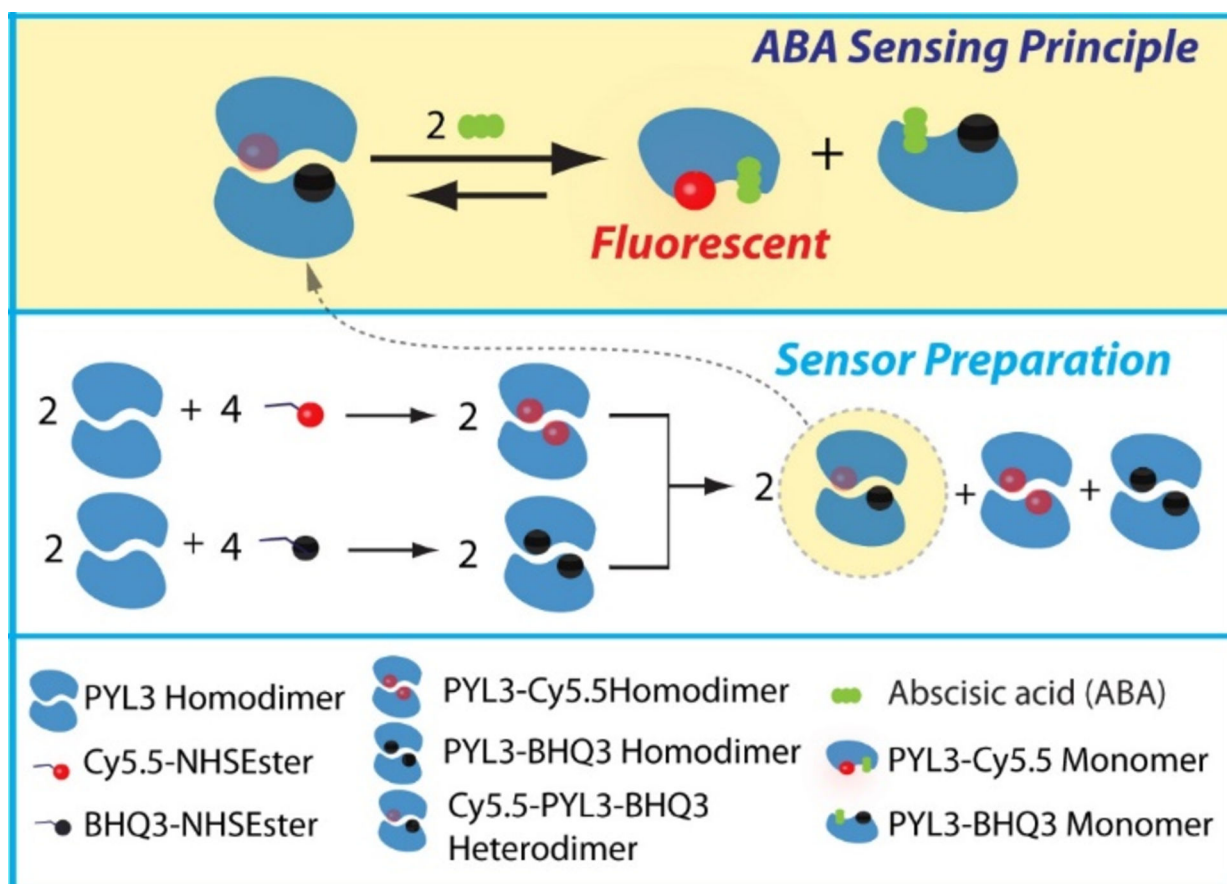 ABA Sensing Principle
2
+
Fluorescent
Sensor Preparation
2 + 4 2
2 + +
2 + 4 2
PYL3 Homodimer
Cy5.5-NHSEster
BHQ3-NHSEster
PYL3-Cy5.5Homodimer
PYL3-BHQ3 Homodimer
Cy5.5-PYL3-BHQ3
Heterodimer
Abscisic acid (ABA)
PYL3-Cy5.5 Monomer
PYL3-BHQ3 Monomer